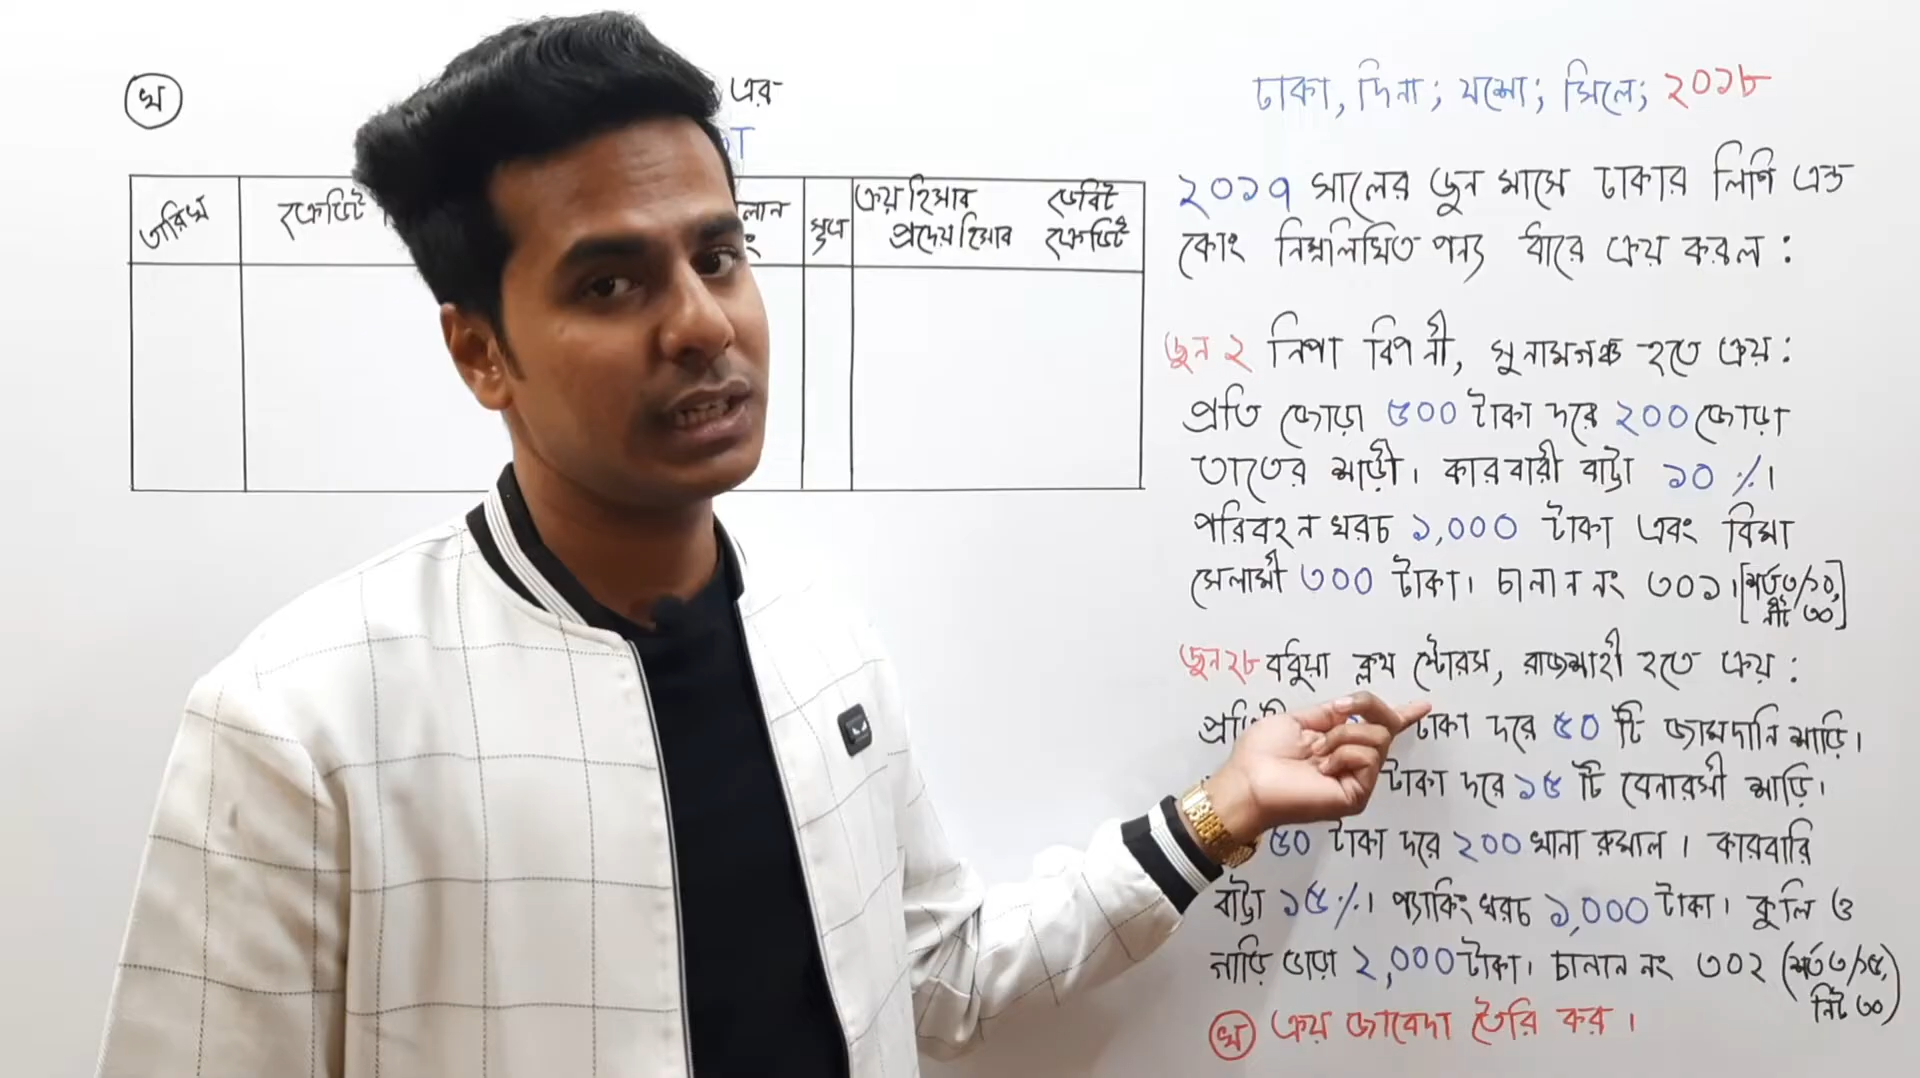 খ
এর
তারিখ
ক্রেডিট
পৃষ্ঠা
ক্রয় হিসাব ডেবিট
প্রদেয় হিসাব ক্রেডিট
ঢাকা, দিনা; যশো; সিলে; ২০১৮
২০১৭ সালের জুন মাসে ঢাকার লিপি এন্ড
কোং নিম্নলিখিত পণ্য ধারে ক্রয় করল :
জুন ২ নিপা বিপনী, সুনামগঞ্জ হতে ক্রয় :
প্রতি জোড়া ৫০০ টাকা দরে ২০০ জোড়া
তাতের শাড়ী। কারবারী বাট্টা ১০%।
পরিবহন খরচ ১,০০০ টাকা এবং বিমা
সেলামী ৩০০ টাকা। চালান নং ৩০১। [শর্ত ৩/১০,
নীট ৩০]
জুন ২৮ বধুয়া ক্লথ স্টোরস, রাজশাহী হতে ক্রয় :
টাকা দরে ৫০ টি জামদানি শাড়ি।
টাকা দরে ১৫ টি বেনারসী শাড়ি।
৫০ টাকা দরে ২০০ খানা রুমাল। কারবারি
বাট্টা ১৫%। প্যাকিং খরচ ১,০০০ টাকা। কুলি ও
গাড়ি ভাড়া ২,০০০ টাকা। চালান নং ৩০২ (শর্ত ৩/১৫,
নিট ৩০)
খ ক্রয় জাবেদা তৈরি কর।